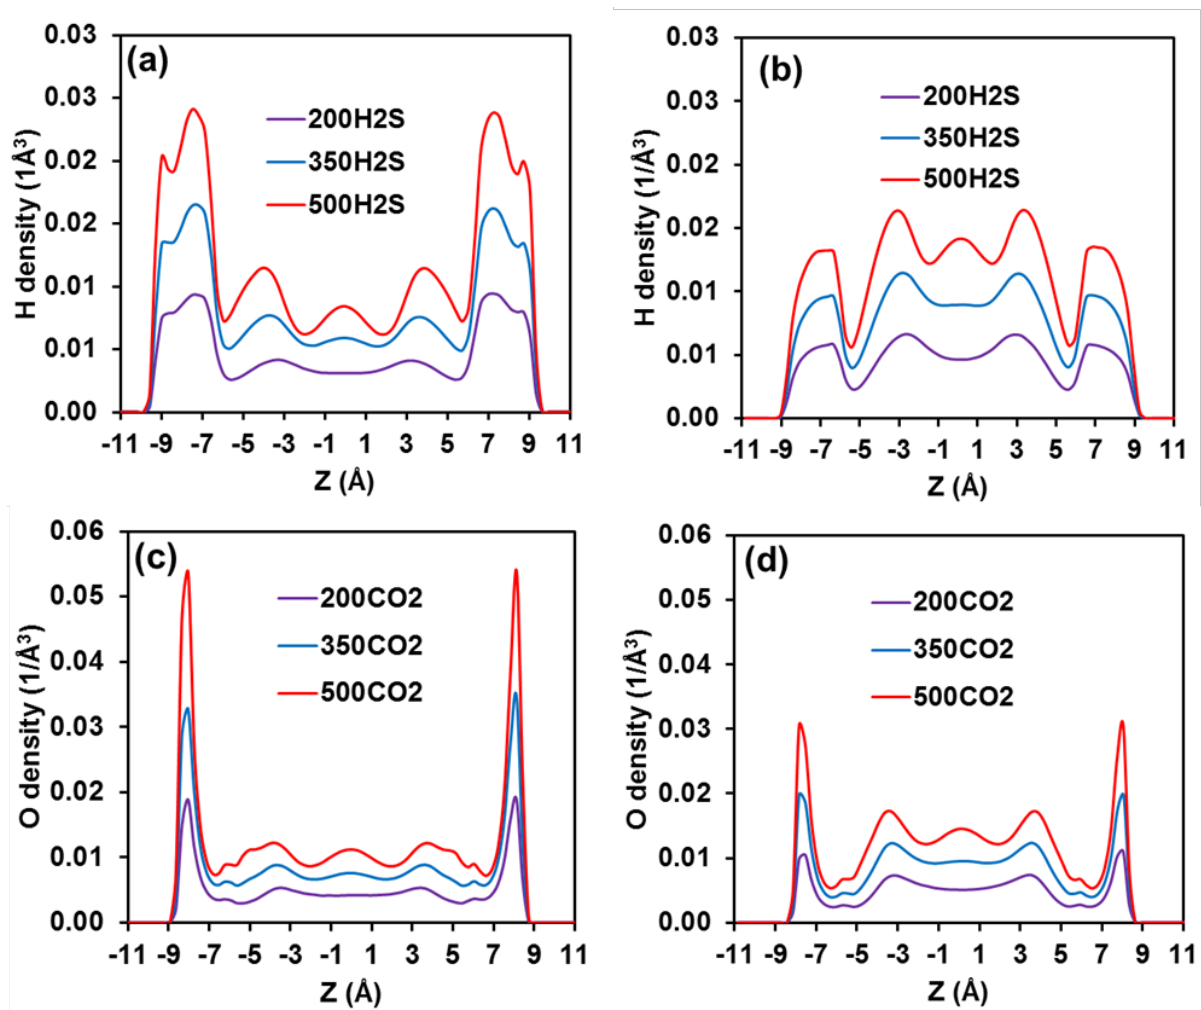 (a)
0.03
0.03
0.02
0.02
0.01
0.01
0.00
H density (1Å³)
200H2S
350H2S
500H2S
-11 -9 -7 -5 -3 -1 1 3 5 7 9 11
Z (Å)
(b)
0.03
0.03
0.02
0.02
0.01
0.01
0.00
H density (1/Å³)
200H2S
350H2S
500H2S
-11 -9 -7 -5 -3 -1 1 3 5 7 9 11
Z (Å)
(c)
0.06
0.05
0.04
0.03
0.02
0.01
0.00
O density (1/Å³)
200CO2
350CO2
500CO2
-11 -9 -7 -5 -3 -1 1 3 5 7 9 11
Z (Å)
(d)
0.06
0.05
0.04
0.03
0.02
0.01
0.00
O density (1/Å³)
200CO2
350CO2
500CO2
-11 -9 -7 -5 -3 -1 1 3 5 7 9 11
Z (Å)